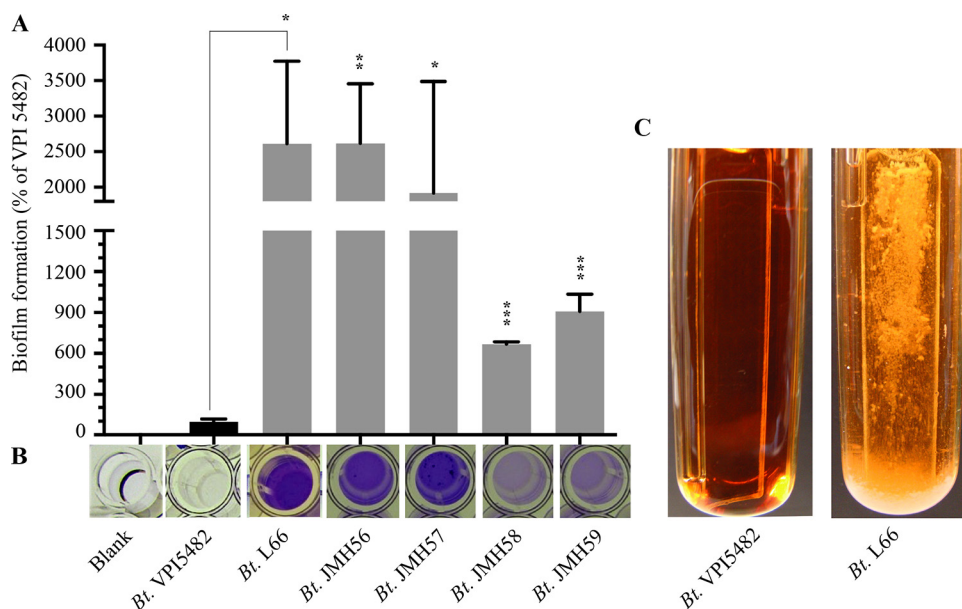 A
Biofilm formation (% of VPI 5482)
4000
3500
3000
2500
2000
1500
1200
900
600
300
0
*
**
*
***
***
B
Blank
Bt. VPI5482
Bt. L66
Bt. JMH56
Bt. JMH57
Bt. JMH58
Bt. JMH59
C
Bt. VPI5482
Bt. L66